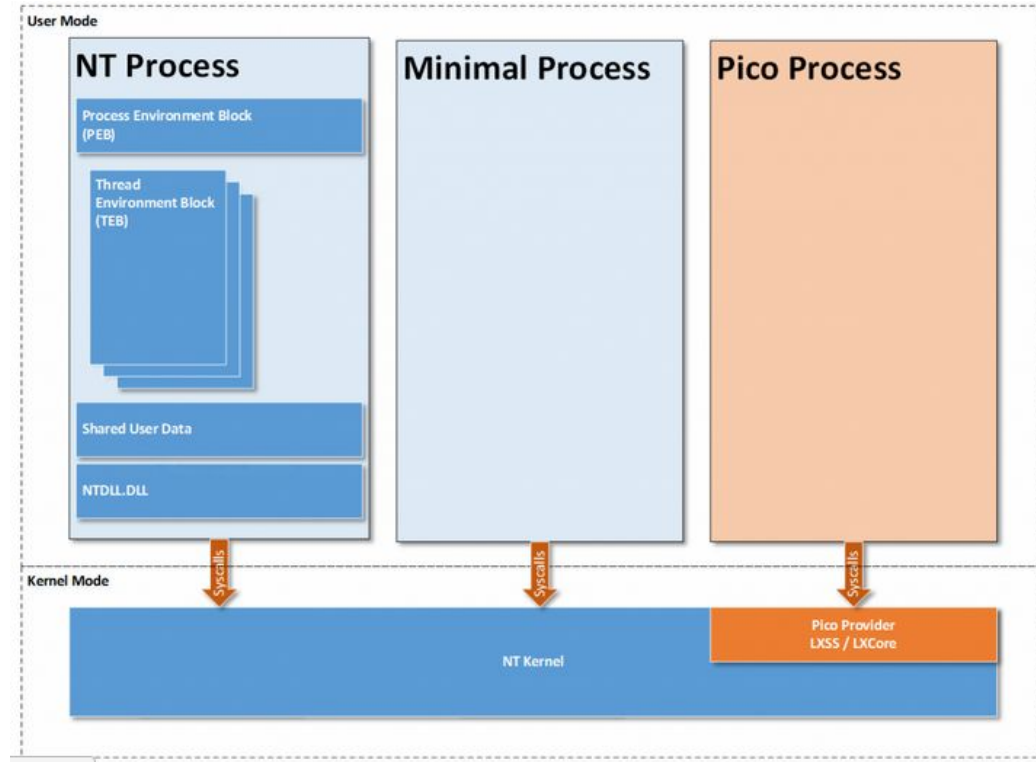 User Mode
NT Process
Process Environment Block
(PEB)
Thread
Environment Block
(TEB)
Shared User Data
NTDLL.DLL
Minimal Process
Pico Process
Syscalls
Syscalls
Syscalls
Kernel Mode
NT Kernel
Pico Provider
LXSS / LXCore